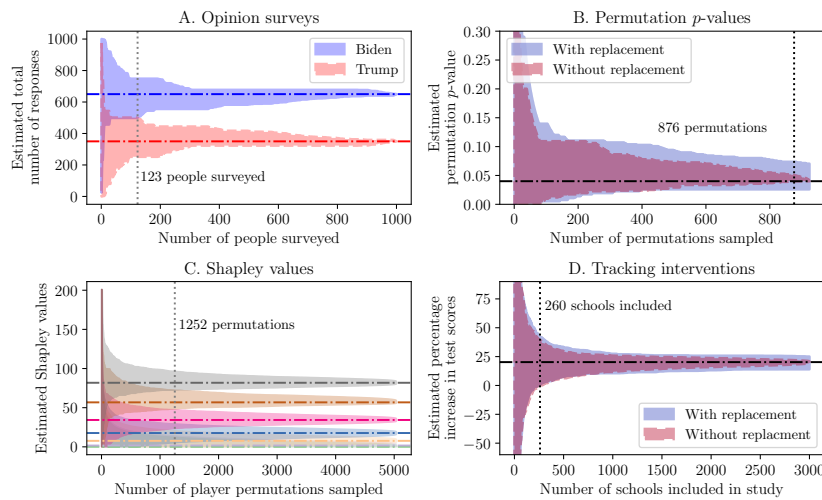 A. Opinion surveys
Estimated total
number of responses
1000
800
600
400
200
0
Biden
Trump
123 people surveyed
0
200
400
600
800
1000
Number of people surveyed
B. Permutation p-values
Estimated
permutation p-value
0.30
0.25
0.20
0.15
0.10
0.05
0.00
With replacement
Without replacement
876 permutations
0
200
400
600
800
Number of permutations sampled
C. Shapley values
Estimated Shapley values
200
150
100
50
0
1252 permutations
0
1000
2000
3000
4000
5000
Number of player permutations sampled
D. Tracking interventions
Estimated percentage
increase in test scores
75
50
25
0
−25
−50
260 schools included
With replacement
Without replacment
0
500
1000
1500
2000
2500
3000
Number of schools included in study